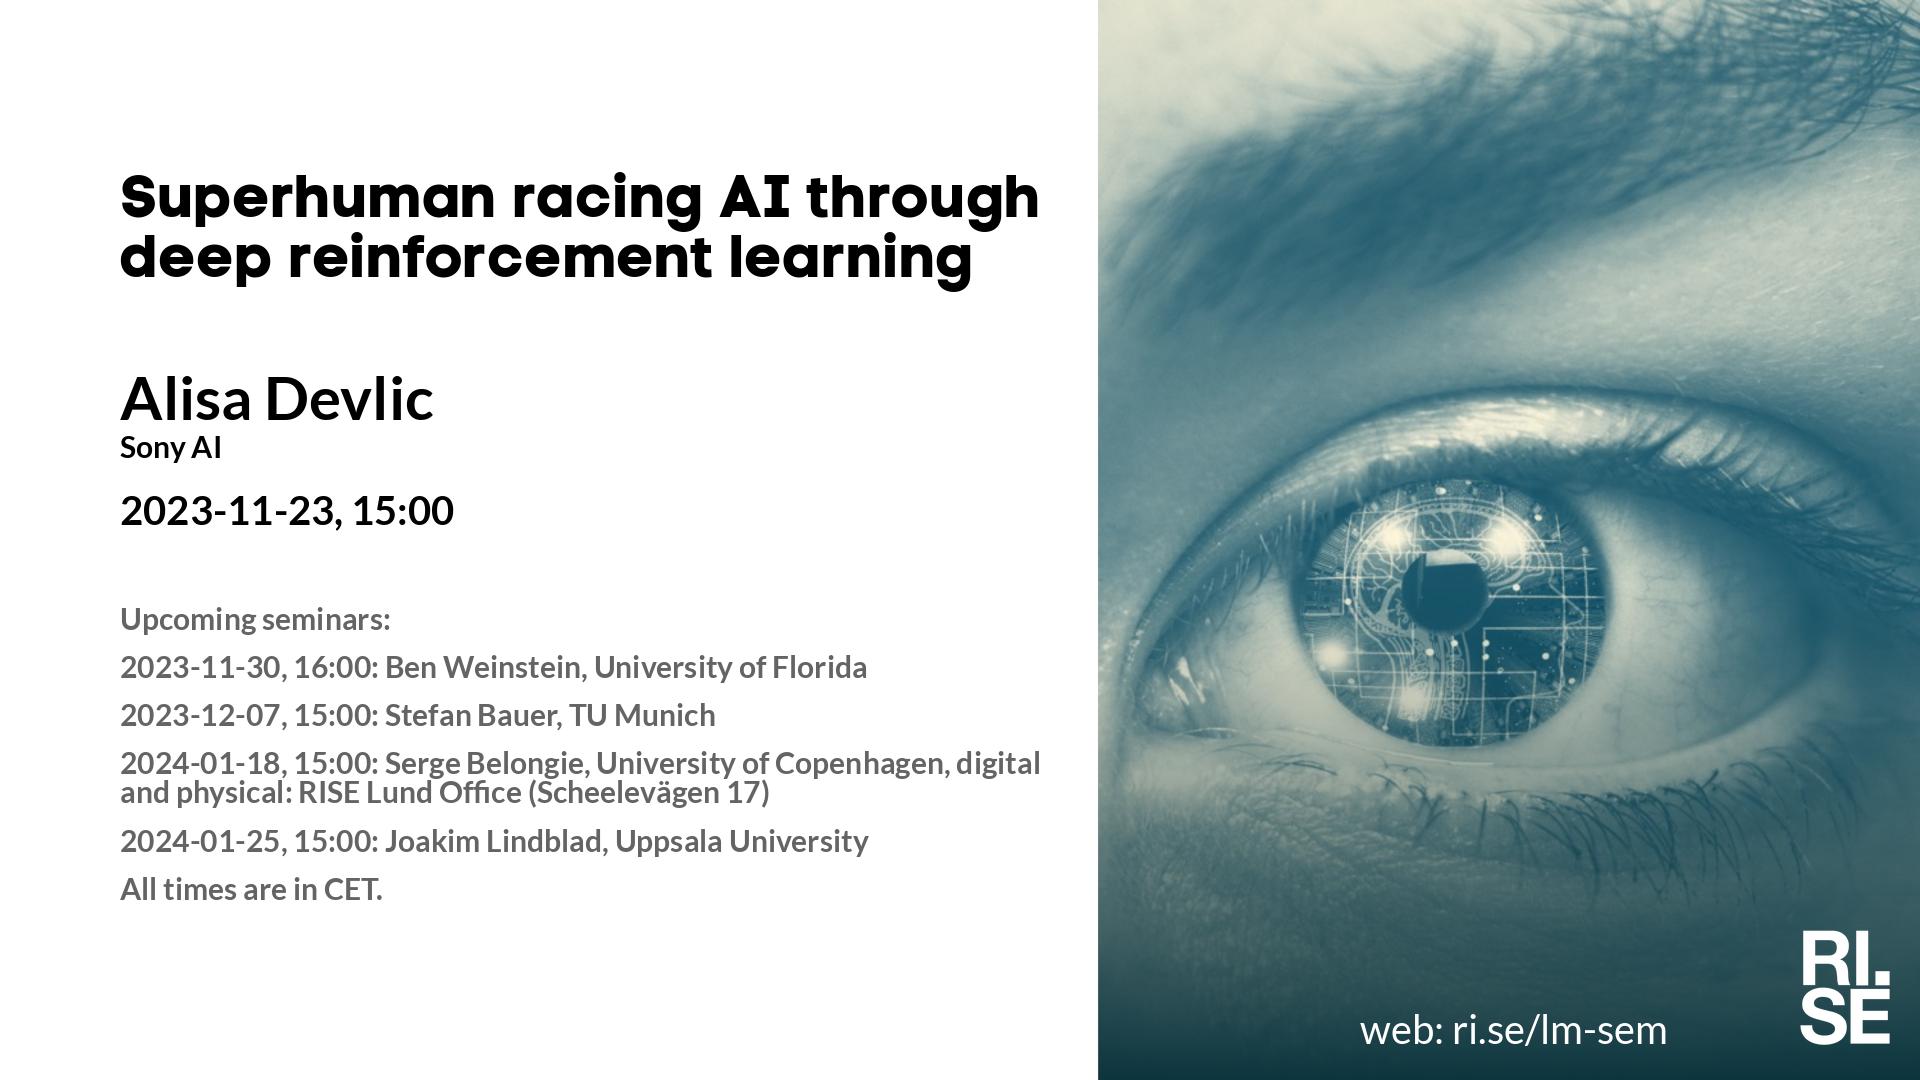 Superhuman racing AI through
deep reinforcement learning
Alisa Devlic
Sony AI
2023-11-23, 15:00
Upcoming seminars:
2023-11-30, 16:00: Ben Weinstein, University of Florida
2023-12-07, 15:00: Stefan Bauer, TU Munich
2024-01-18, 15:00: Serge Belongie, University of Copenhagen, digital
and physical: RISE Lund Office (Scheelevägen 17)
2024-01-25, 15:00: Joakim Lindblad, Uppsala University
All times are in CET.
web: ri.se/lm-sem
RI.
SE